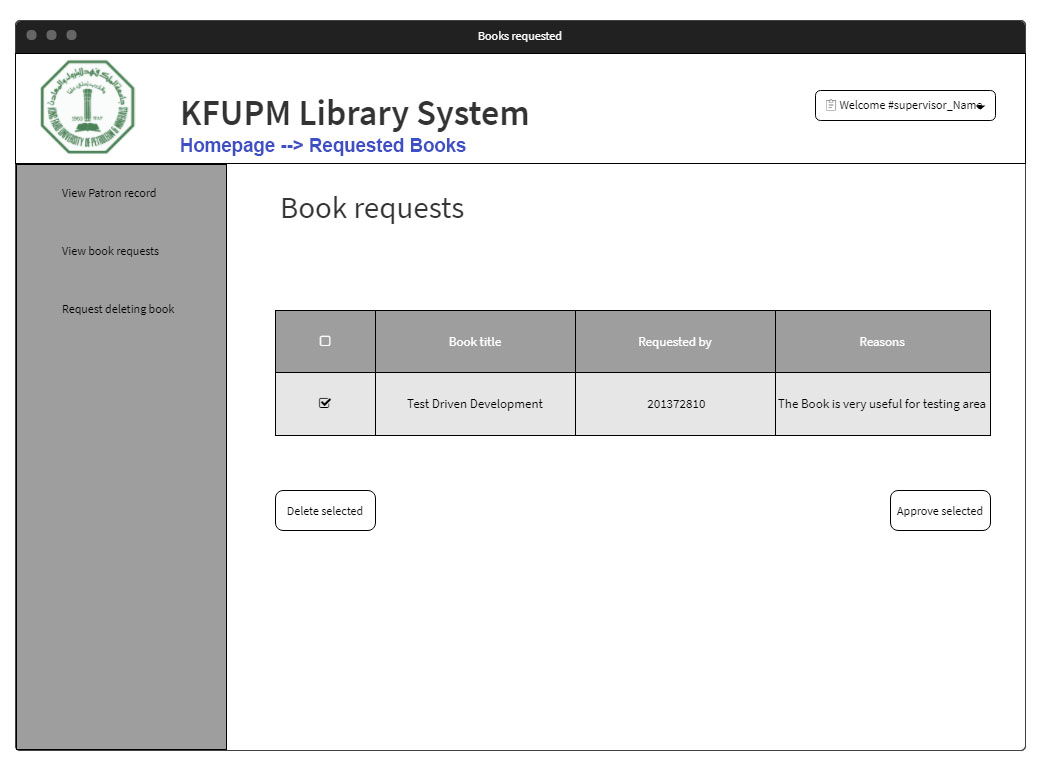 Books requested
KFUPM Library System
Homepage --> Requested Books
Welcome #supervisor_Name
View Patron record
View book requests
Request deleting book
Book requests
Book title Requested by Reasons
Test Driven Development 201372810 The Book is very useful for testing area
Delete selected Approve selected